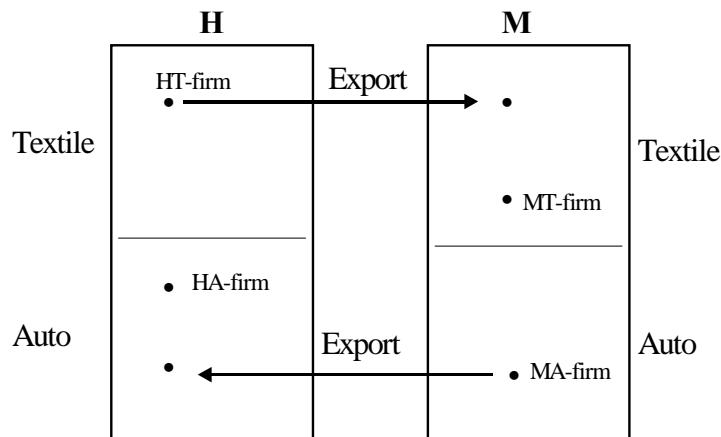 H
M
HT-firm
Export
Textile
Textile
MT-firm
HA-firm
Auto
Export
Auto
MA-firm